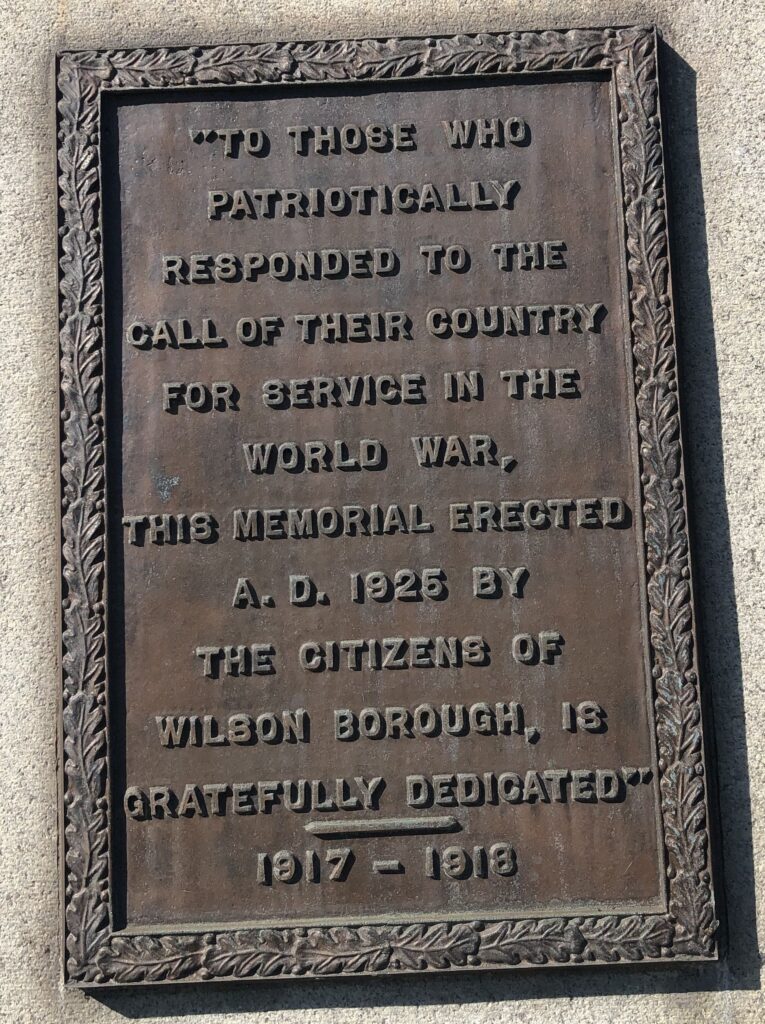 "TO THOSE WHO
PATRIOTICALLY
RESPONDED TO THE
CALL OF THEIR COUNTRY
FOR SERVICE IN THE
WORLD WAR,
THIS MEMORIAL ERECTED
A. D. 1925 BY
THE CITIZENS OF
WILSON BOROUGH, IS
GRATEFULLY DEDICATED"
1917 – 1918